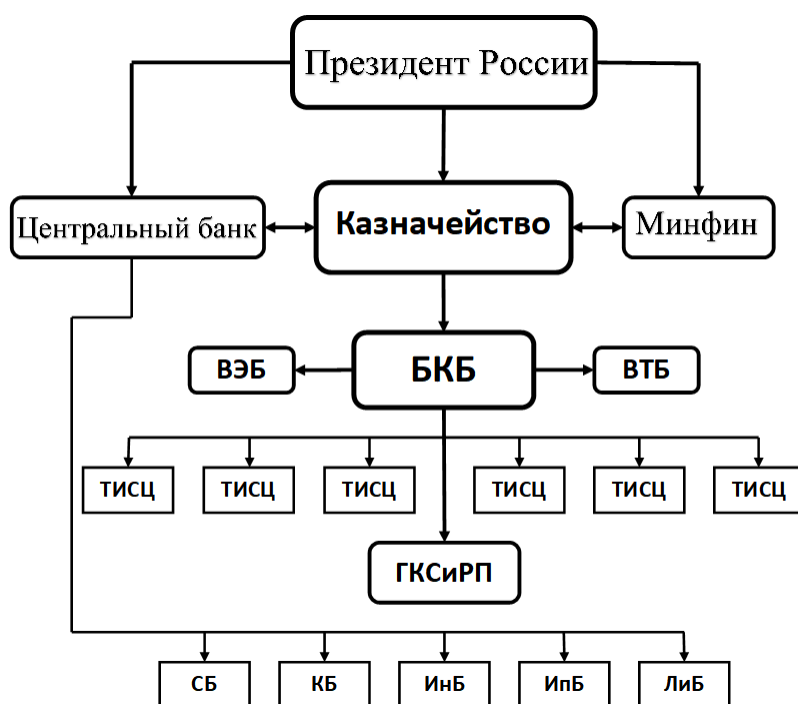 Президент России
Центральный банк
Казначейство
Минфин
ВЭБ
БКБ
ВТБ
ТИСЦ
ТИСЦ
ТИСЦ
ТИСЦ
ТИСЦ
ТИСЦ
ГКСиРП
СБ
КБ
ИнБ
ИпБ
ЛиБ